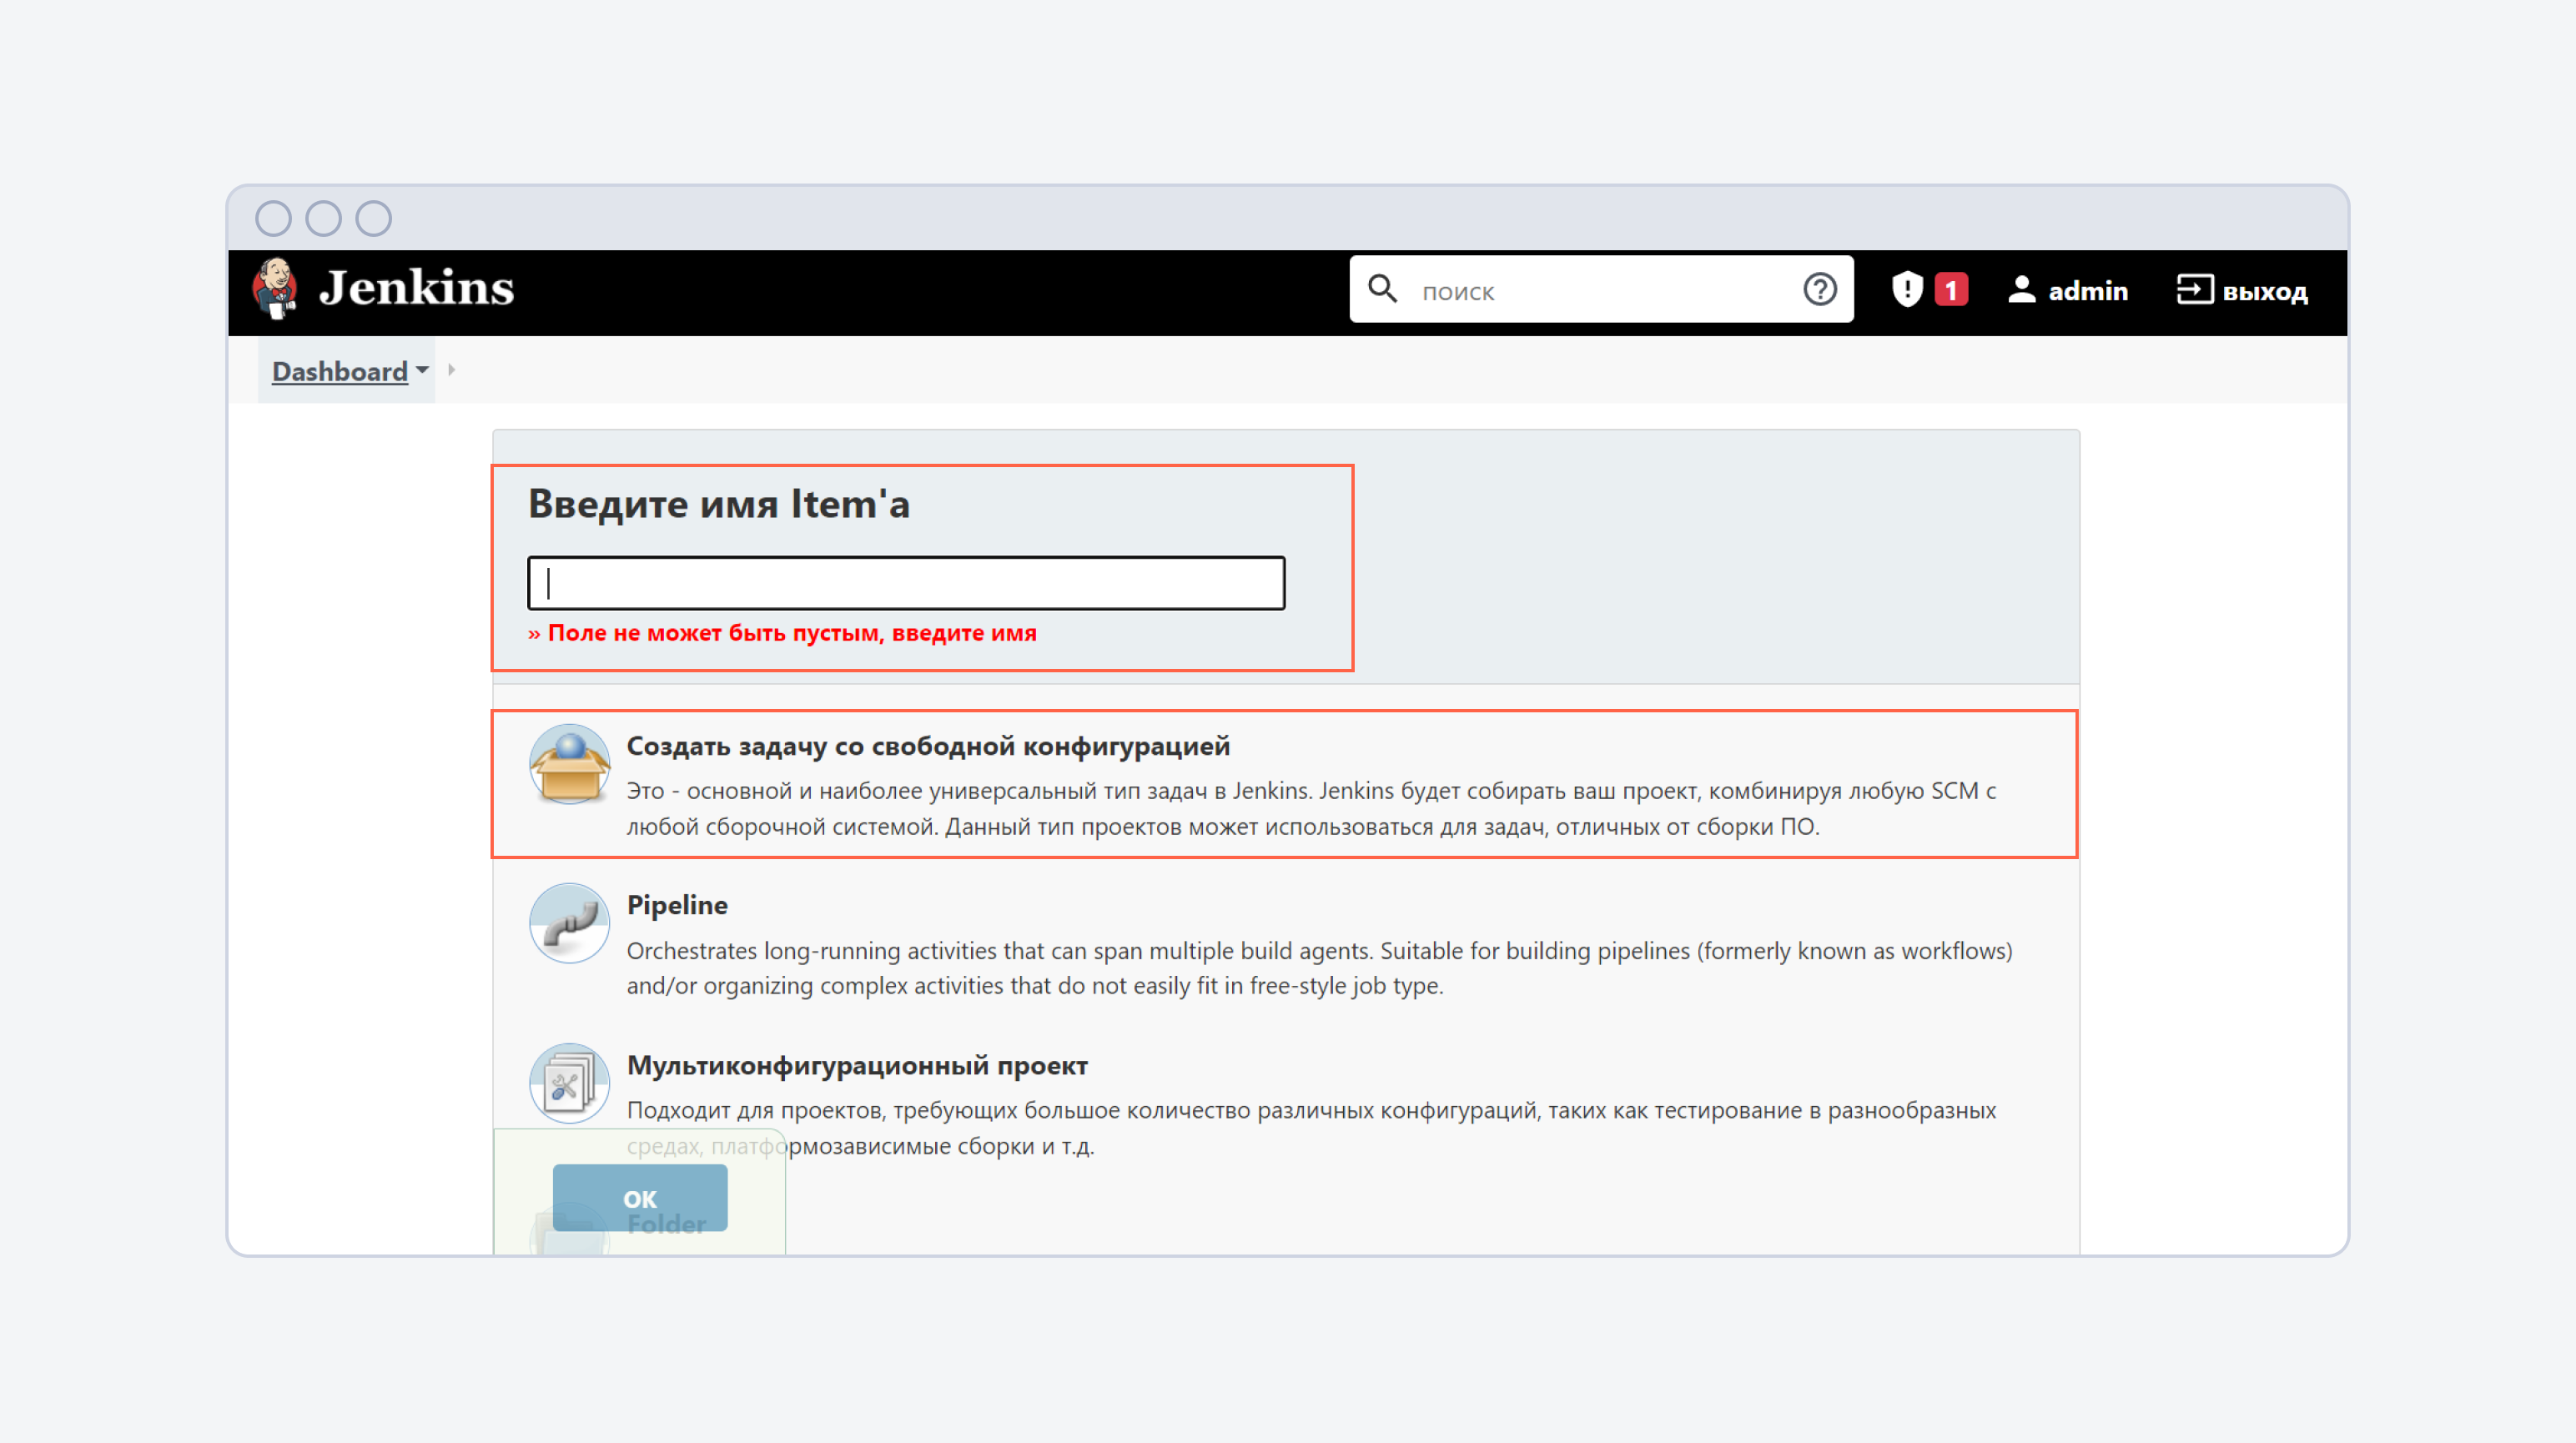 Jenkins
поиск
1
admin
выход
Dashboard
Введите имя Item'а
» Поле не может быть пустым, введите имя
Создать задачу со свободной конфигурацией
Это - основной и наиболее универсальный тип задач в Jenkins. Jenkins будет собирать ваш проект, комбинируя любую SCM с
любой сборочной системой. Данный тип проектов может использоваться для задач, отличных от сборки ПО.
Pipeline
Orchestrates long-running activities that can span multiple build agents. Suitable for building pipelines (formerly known as workflows)
and/or organizing complex activities that do not easily fit in free-style job type.
Мультиконфигурационный проект
Подходит для проектов, требующих большое количество различных конфигураций, таких как тестирование в разнообразных
средах, платформозависимые сборки и т.д.
ОК
Folder